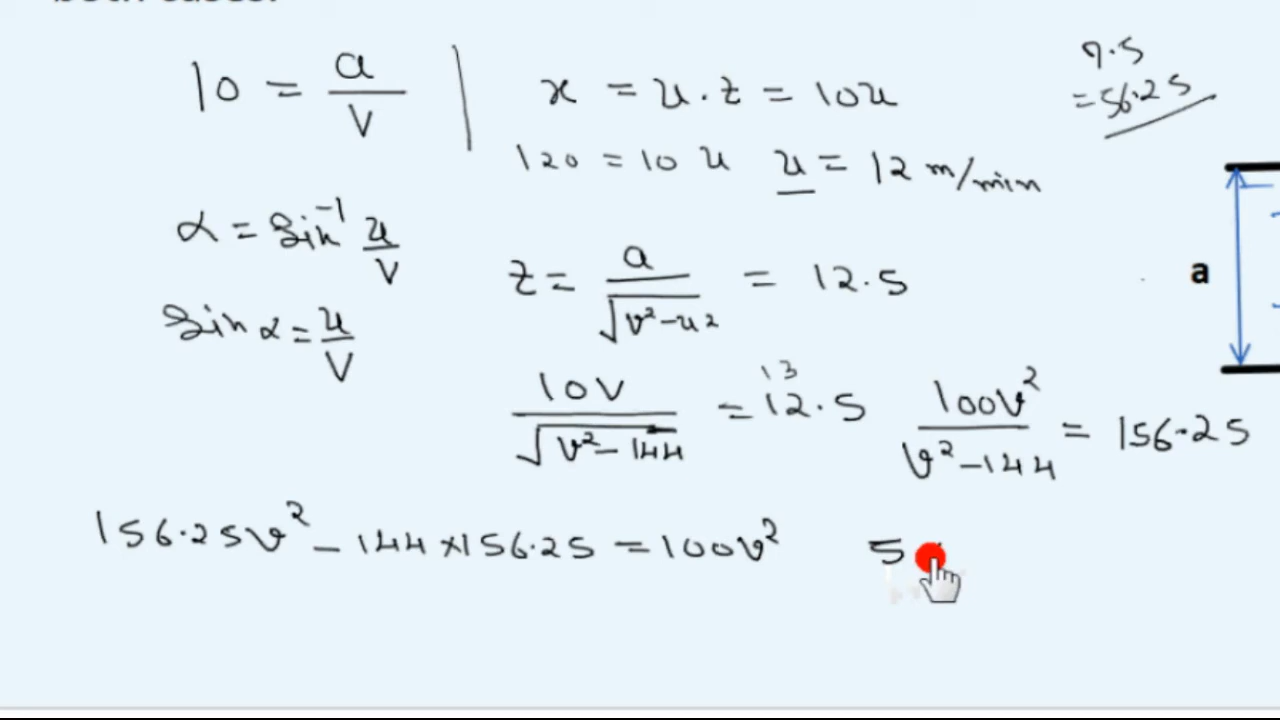 10 = a/V | x = u.z = 10u
7.5
= 56.25
120 = 10 u u = 12 m/min
α = Sin⁻¹ u/V
z = a/√(v²-u²) = 12.5
a
Sin α = u/V
13
10V/√(v²-144) = 12.5 100V²/(v²-144) = 156.25
156.25v² - 144×156.25 = 100v² 5